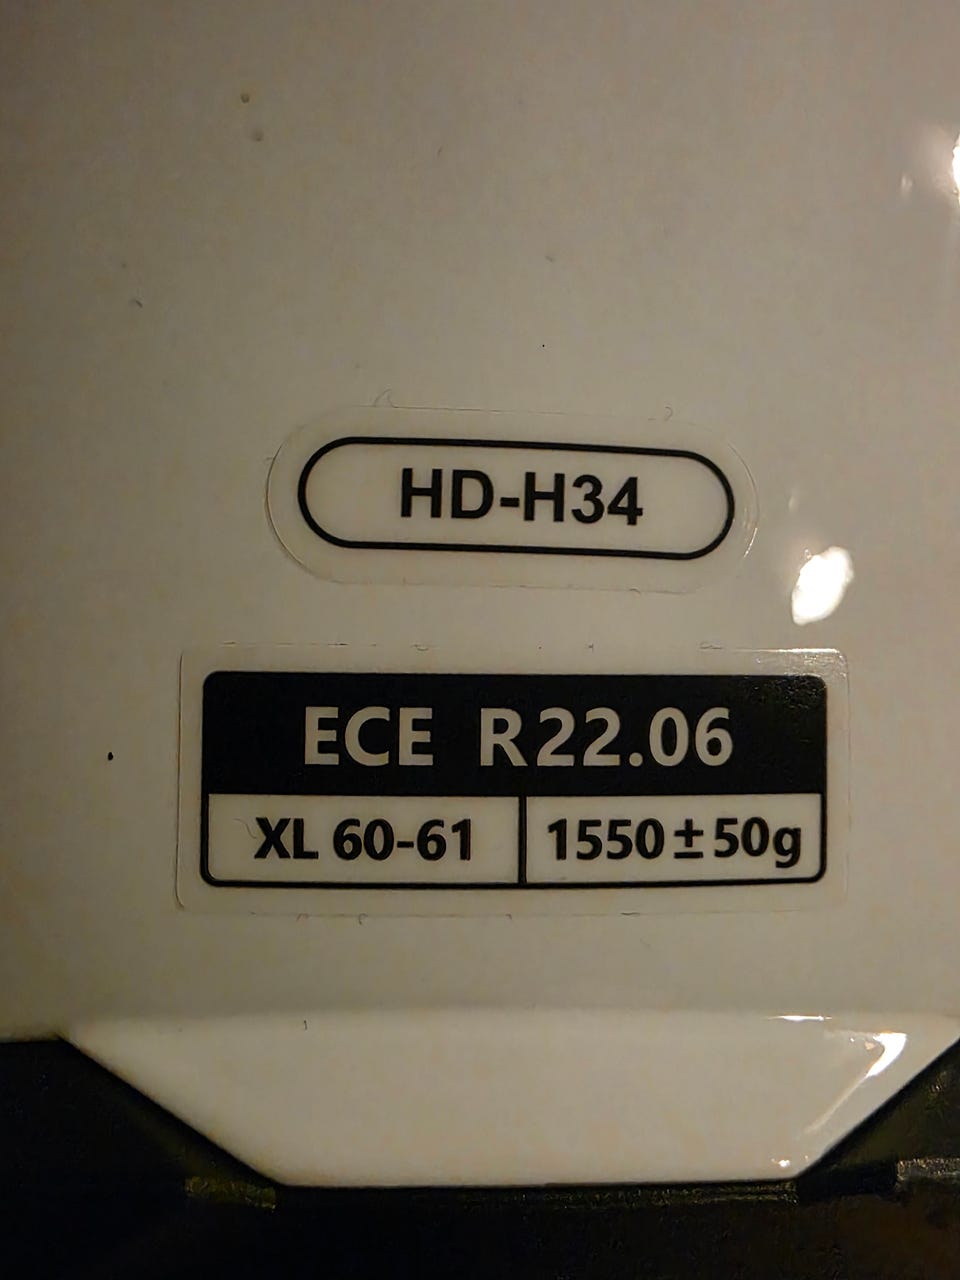 HD-H34
ECE R22.06
XL 60-61
1550±50g